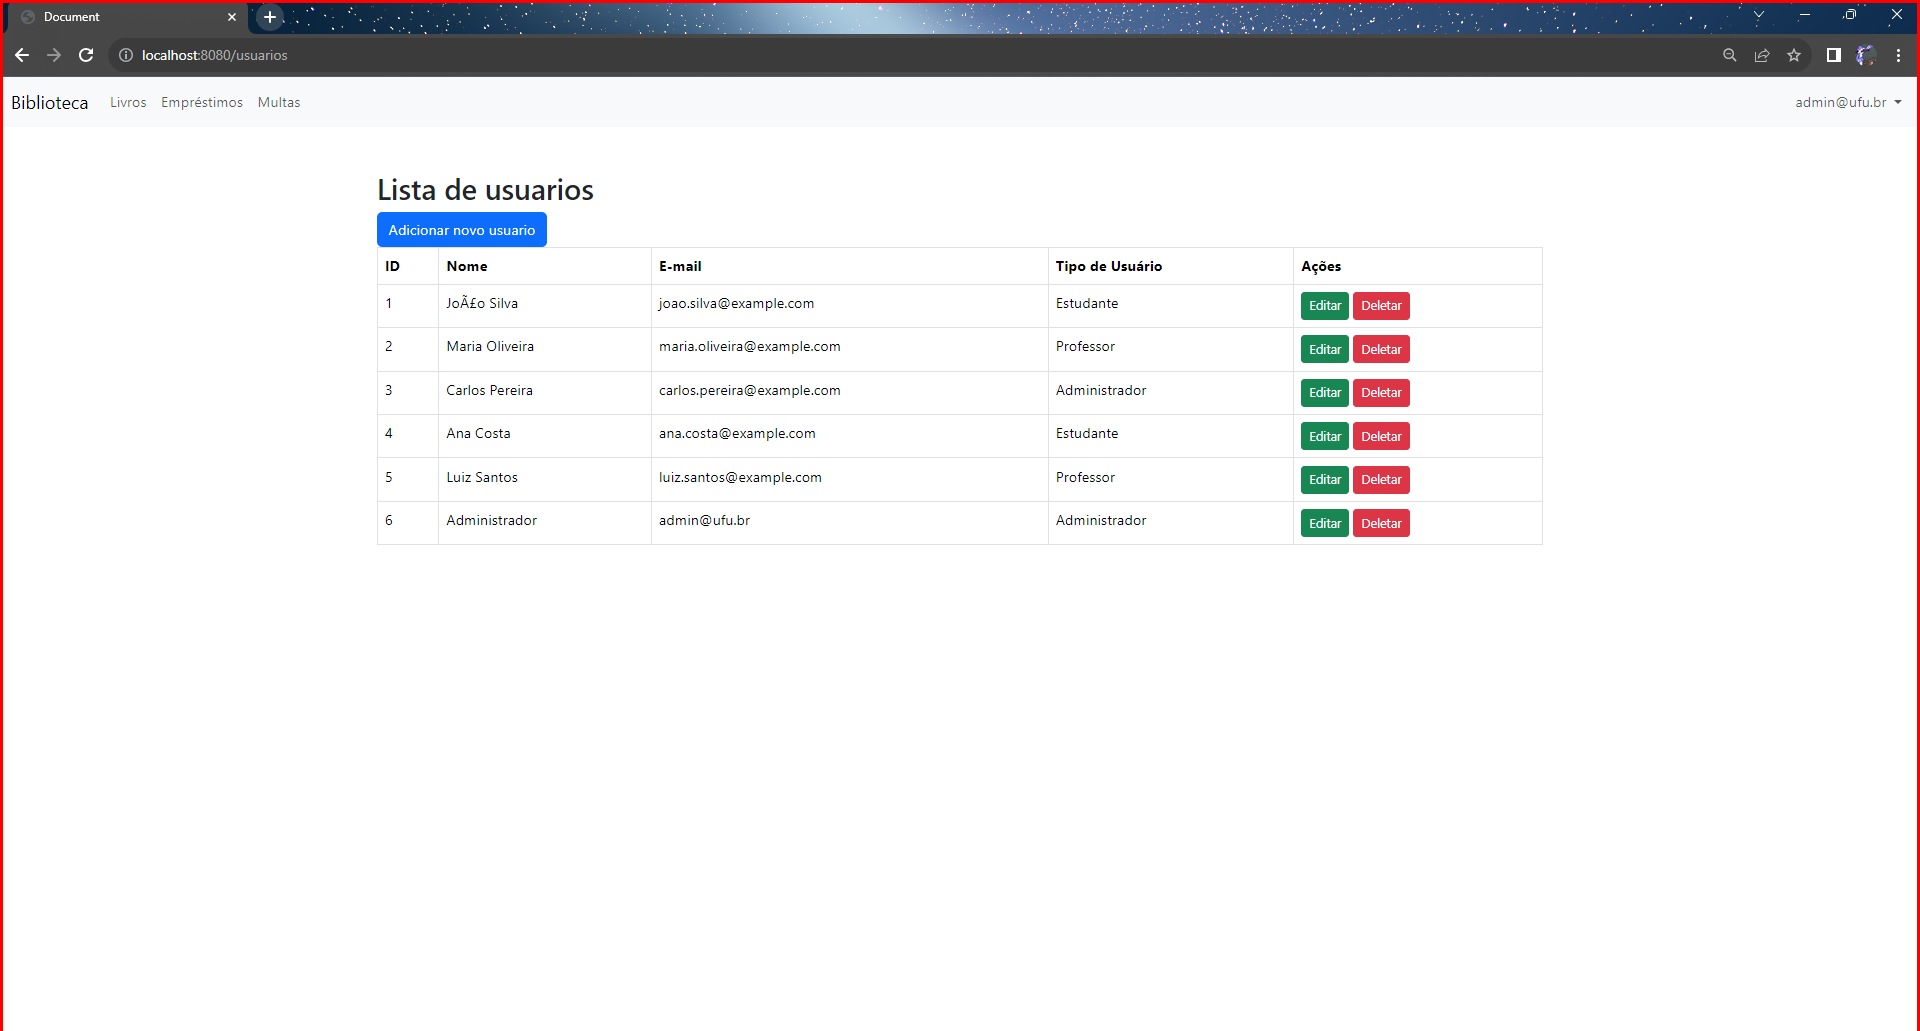 Document
localhost:8080/usuarios
Biblioteca Livros Empréstimos Multas admin@ufu.br
Lista de usuarios
Adicionar novo usuario
ID Nome E-mail Tipo de Usuário Ações
1 JoÃ£o Silva joao.silva@example.com Estudante Editar Deletar
2 Maria Oliveira maria.oliveira@example.com Professor Editar Deletar
3 Carlos Pereira carlos.pereira@example.com Administrador Editar Deletar
4 Ana Costa ana.costa@example.com Estudante Editar Deletar
5 Luiz Santos luiz.santos@example.com Professor Editar Deletar
6 Administrador admin@ufu.br Administrador Editar Deletar